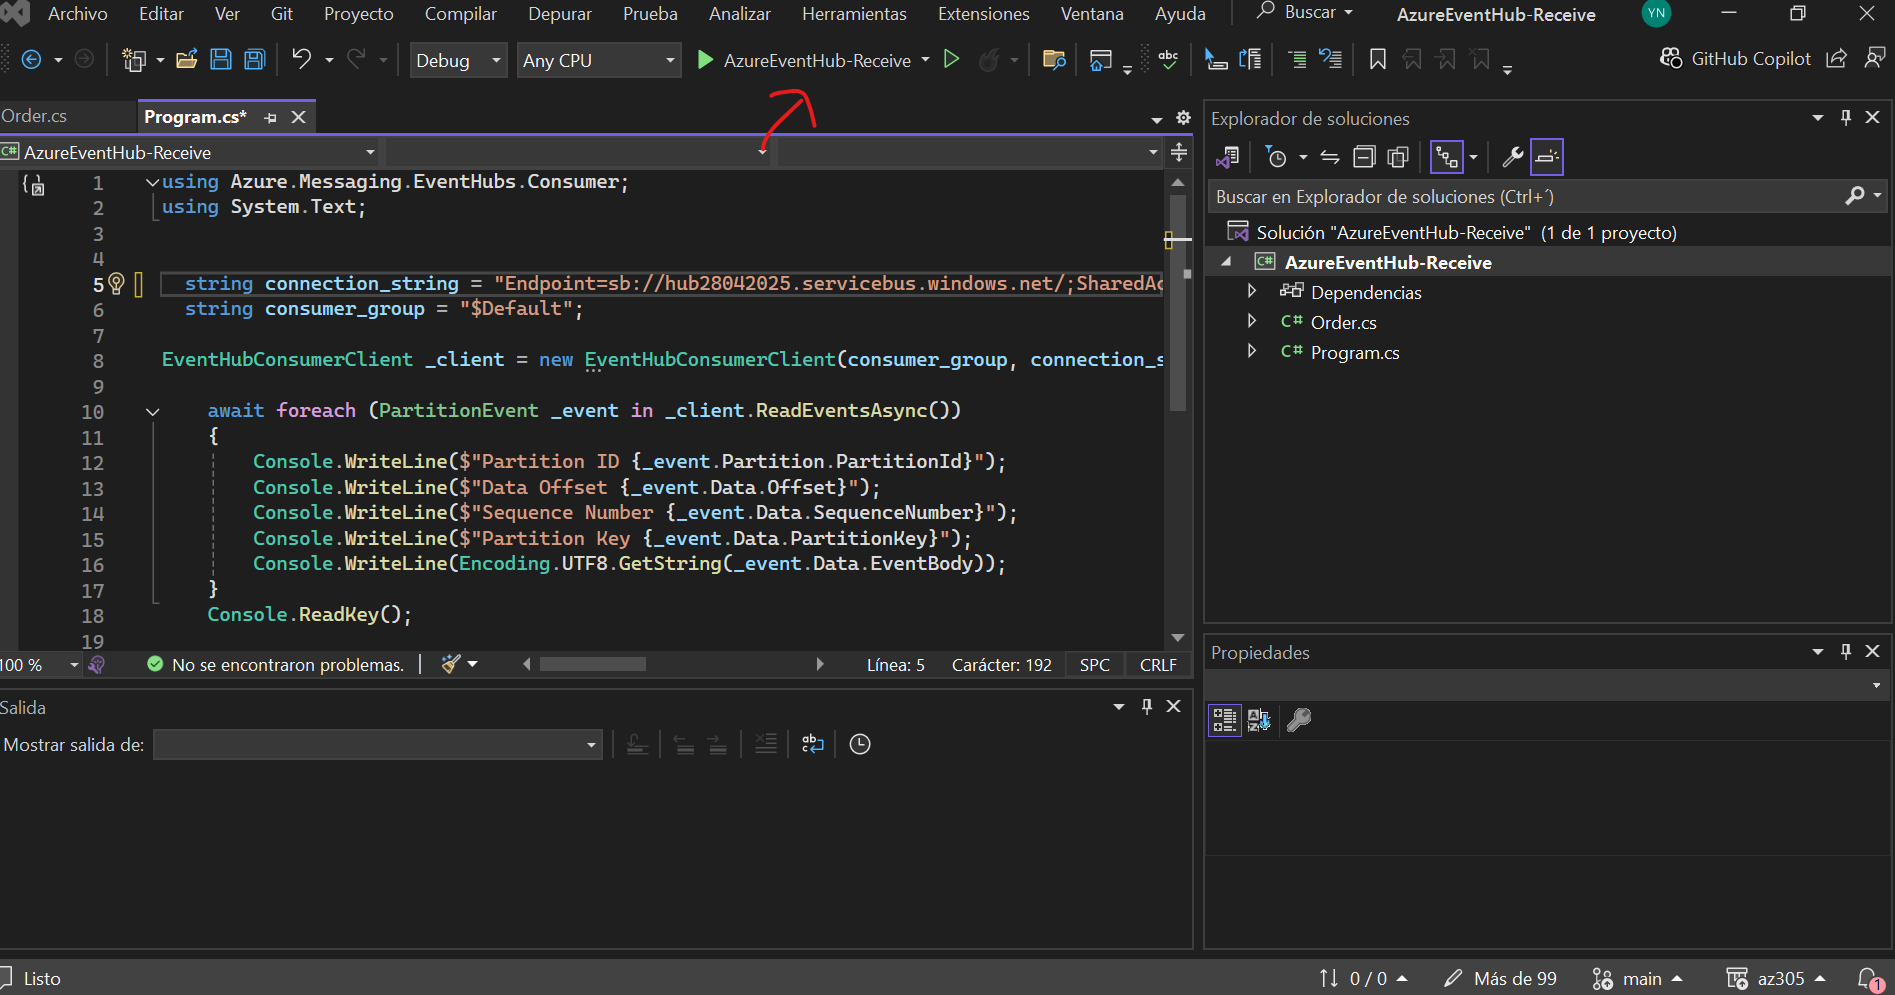 Archivo Editar Ver Git Proyecto Compilar Depurar Prueba Analizar Herramientas Extensiones Ventana Ayuda Buscar AzureEventHub-Receive YN
Debug Any CPU AzureEventHub-Receive abc GitHub Copilot
Order.cs Program.cs*
C# AzureEventHub-Receive
1 using Azure.Messaging.EventHubs.Consumer;
2 using System.Text;
3
4
5 string connection_string = "Endpoint=sb://hub28042025.servicebus.windows.net/;SharedAc
6 string consumer_group = "$Default";
7
8 EventHubConsumerClient _client = new EventHubConsumerClient(consumer_group, connection_s
9
10 await foreach (PartitionEvent _event in _client.ReadEventsAsync())
11 {
12 Console.WriteLine($"Partition ID {_event.Partition.PartitionId}");
13 Console.WriteLine($"Data Offset {_event.Data.Offset}");
14 Console.WriteLine($"Sequence Number {_event.Data.SequenceNumber}");
15 Console.WriteLine($"Partition Key {_event.Data.PartitionKey}");
16 Console.WriteLine(Encoding.UTF8.GetString(_event.Data.EventBody));
17 }
18 Console.ReadKey();
19
100 % No se encontraron problemas. Línea: 5 Carácter: 192 SPC CRLF
Salida
Mostrar salida de:
Explorador de soluciones
Buscar en Explorador de soluciones (Ctrl+´)
Solución "AzureEventHub-Receive" (1 de 1 proyecto)
C# AzureEventHub-Receive
Dependencias
C# Order.cs
C# Program.cs
Propiedades
Listo 0 / 0 Más de 99 main az305 1